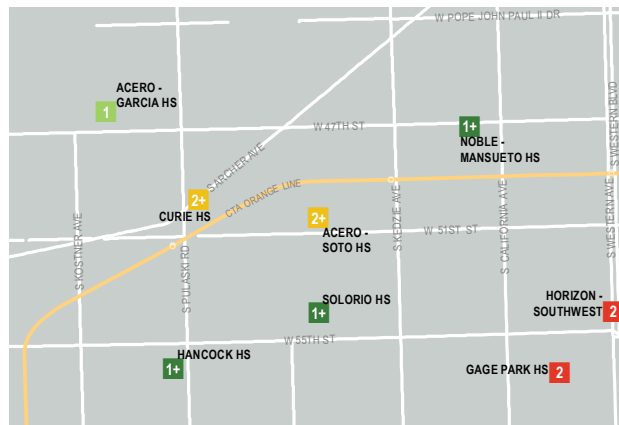 W POPE JOHN PAUL II DR
ACERO -
GARCIA HS
1
W 47TH ST
1+
NOBLE -
MANSUETO HS
S ARCHER AVE
S WESTERN BLVD
CTA ORANGE LINE
2+
CURIE HS
2+
ACERO -
SOTO HS
W 51ST ST
S KOSTNER AVE
S PULASKI RD
S KEDZIE AVE
S CALIFORNIA AVE
S WESTERN AVE
SOLORIO HS
1+
HORIZON -
SOUTHWEST
2
W 55TH ST
HANCOCK HS
1+
GAGE PARK HS
2